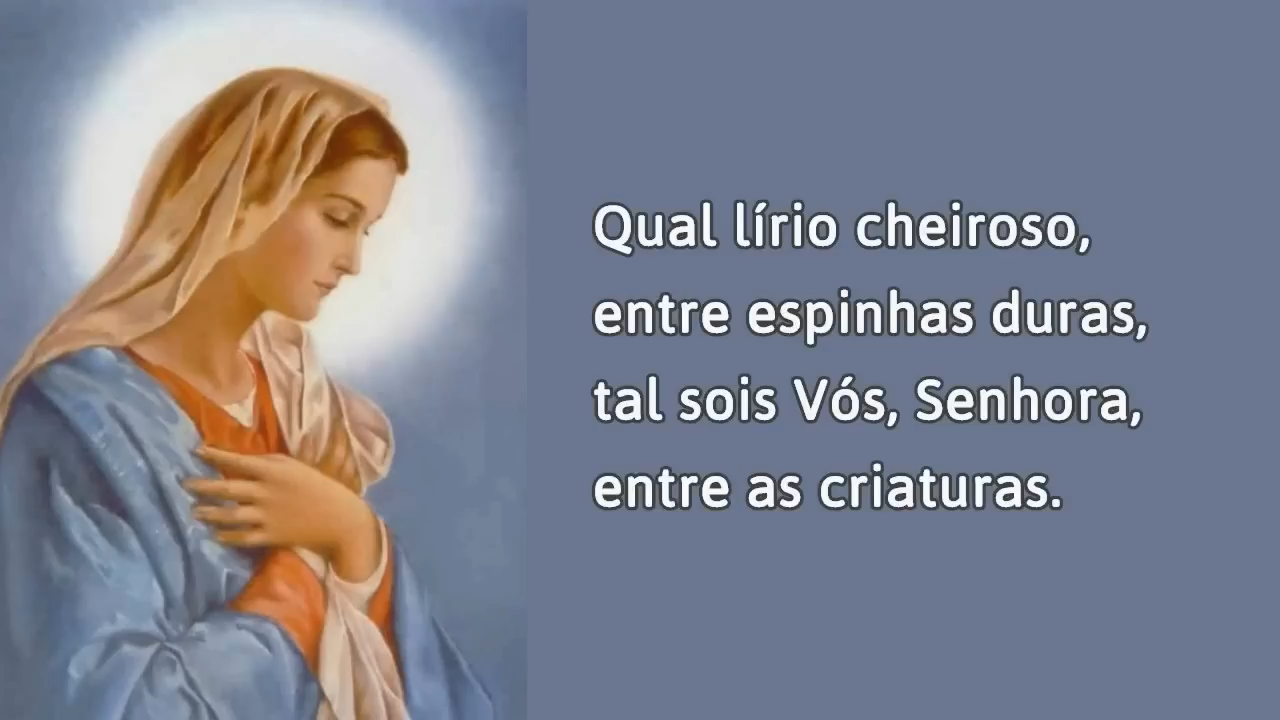 Qual lírio cheiroso,
entre espinhas duras,
tal sois Vós, Senhora,
entre as criaturas.